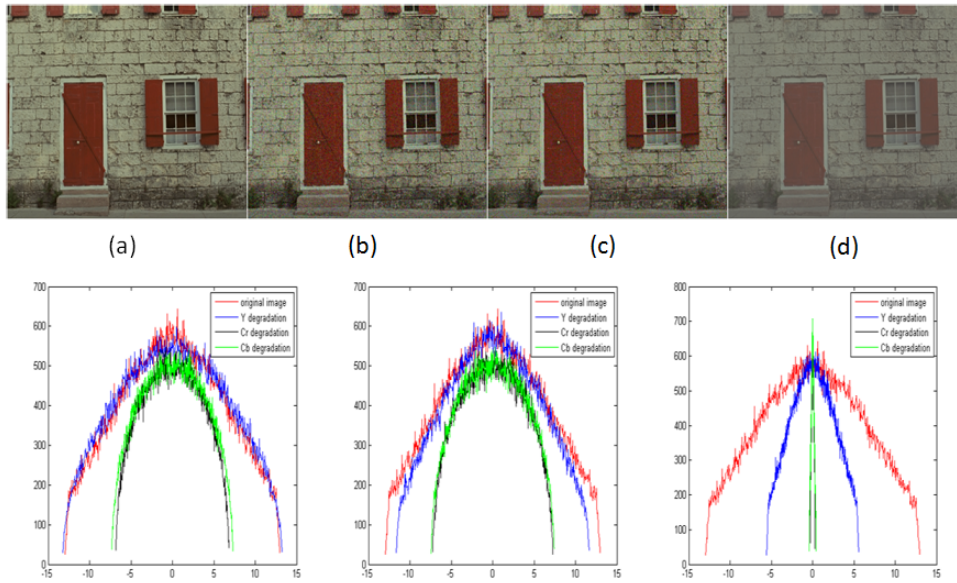 (a)
(b)
(c)
(d)
700
600
500
400
300
200
100
0
-15
-10
-5
0
5
10
15
original image
Y degradation
Cr degradation
Cb degradation
700
600
500
400
300
200
100
0
-15
-10
-5
0
5
10
15
original image
Y degradation
Cr degradation
Cb degradation
800
700
600
500
400
300
200
100
0
-15
-10
-5
0
5
10
15
original image
Y degradation
Cr degradation
Cb degradation